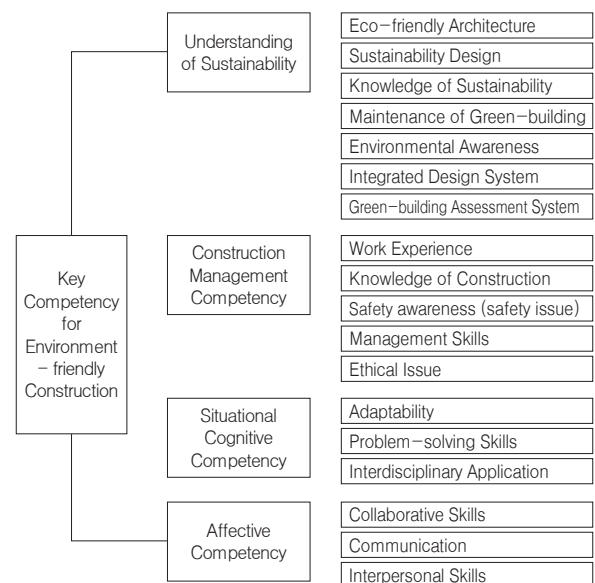 Understanding
of Sustainability
Eco-friendly Architecture
Sustainability Design
Knowledge of Sustainability
Maintenance of Green-building
Environmental Awareness
Integrated Design System
Green-building Assessment System
Key
Competency
for
Environment
- friendly
Construction
Construction
Management
Competency
Work Experience
Knowledge of Construction
Safety awareness (safety issue)
Management Skills
Ethical Issue
Situational
Cognitive
Competency
Adaptability
Problem-solving Skills
Interdisciplinary Application
Affective
Competency
Collaborative Skills
Communication
Interpersonal Skills